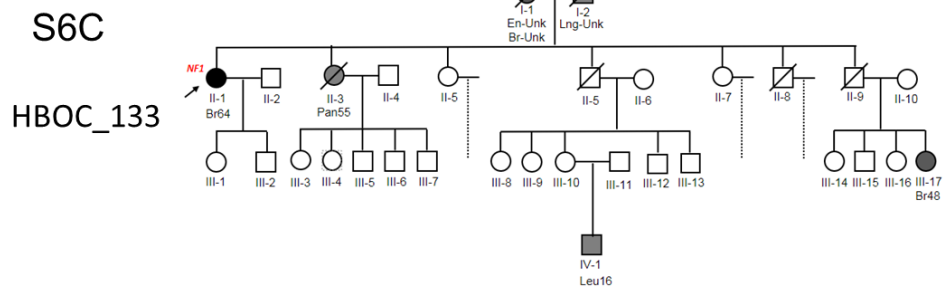 S6C
HBOC_133
I-1
En-Unk
Br-Unk
I-2
Lng-Unk
NF1
II-1
Br64
II-2
II-3
Pan55
II-4
II-5
II-5
II-6
II-7
II-8
II-9
II-10
III-1
III-2
III-3
III-4
III-5
III-6
III-7
III-8
III-9
III-10
III-11
III-12
III-13
III-14
III-15
III-16
III-17
Br48
IV-1
Leu16